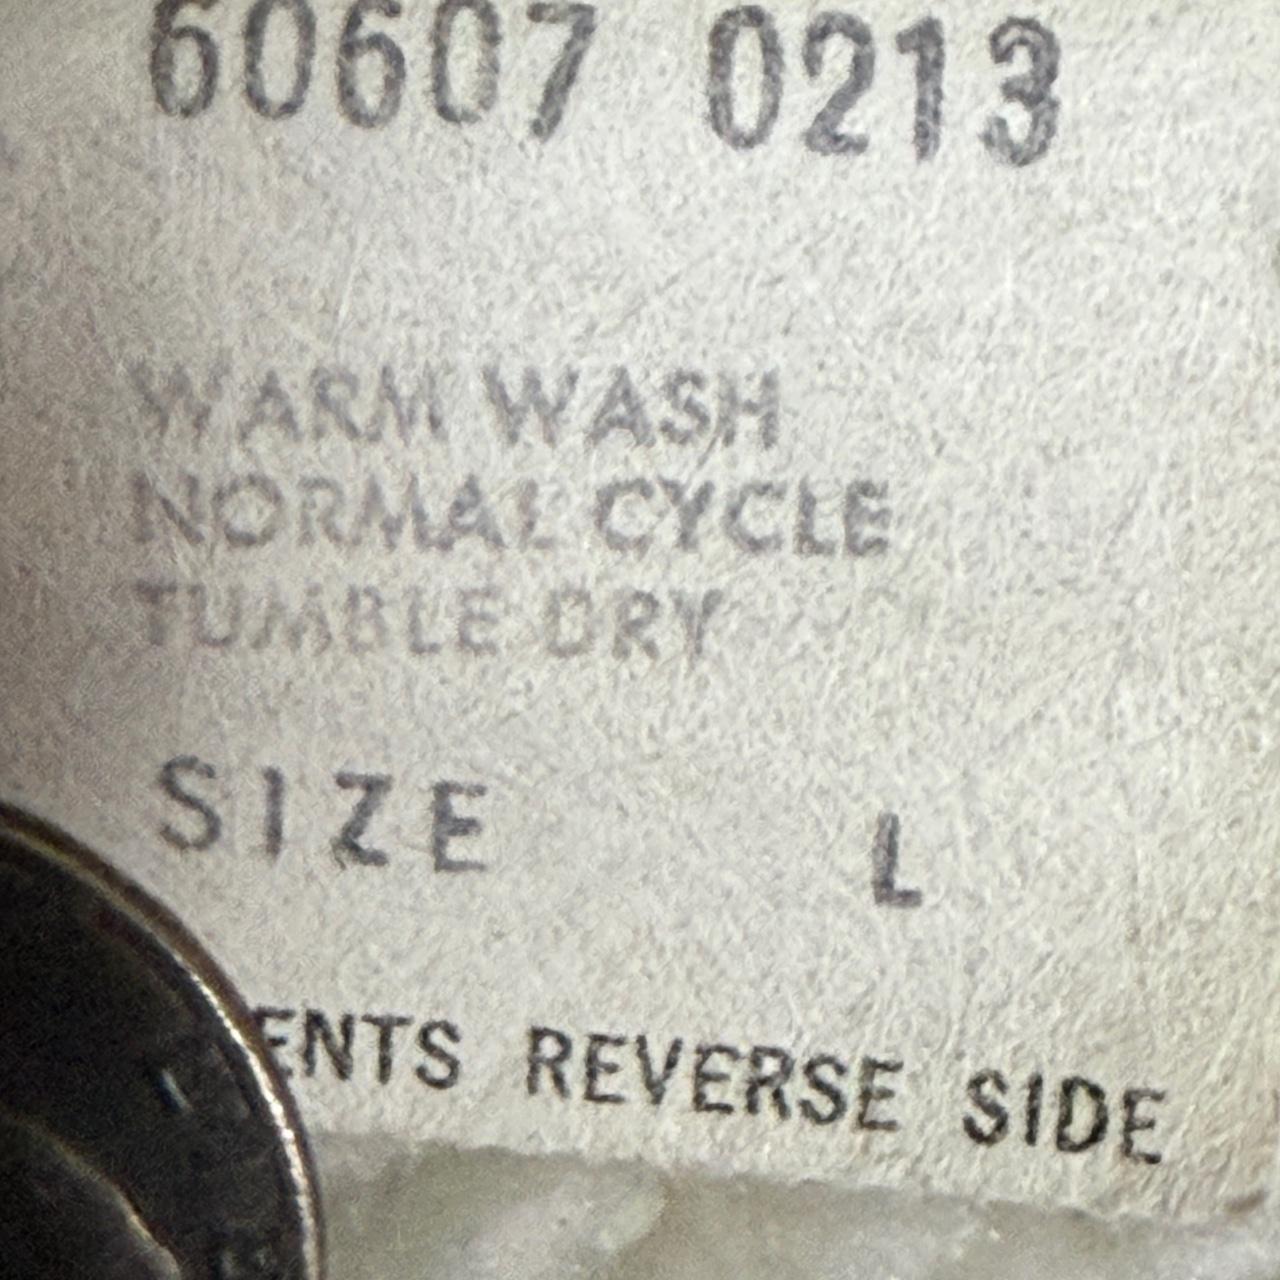 60607 0213
WARM WASH
NORMAL CYCLE
TUMBLE DRY
SIZE L
ENTS REVERSE SIDE